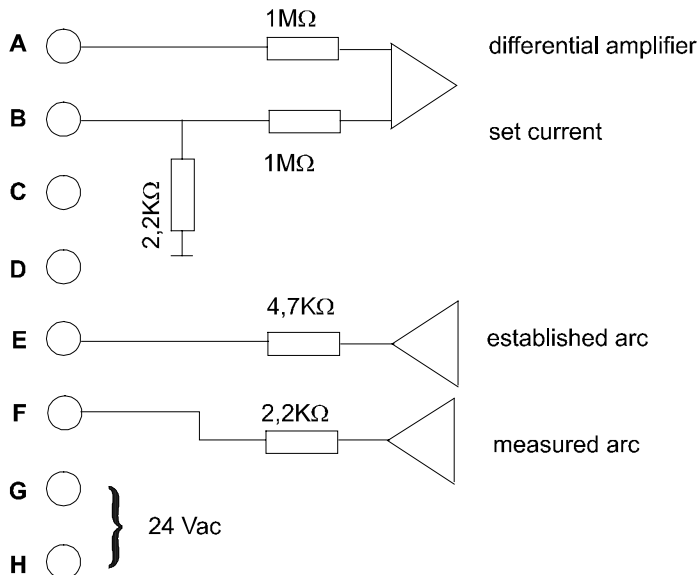 1MΩ
A
differential amplifier
B
set current
1MΩ
2,2KΩ
C
D
4,7KΩ
E
established arc
F
2,2KΩ
measured arc
G
24 Vac
H